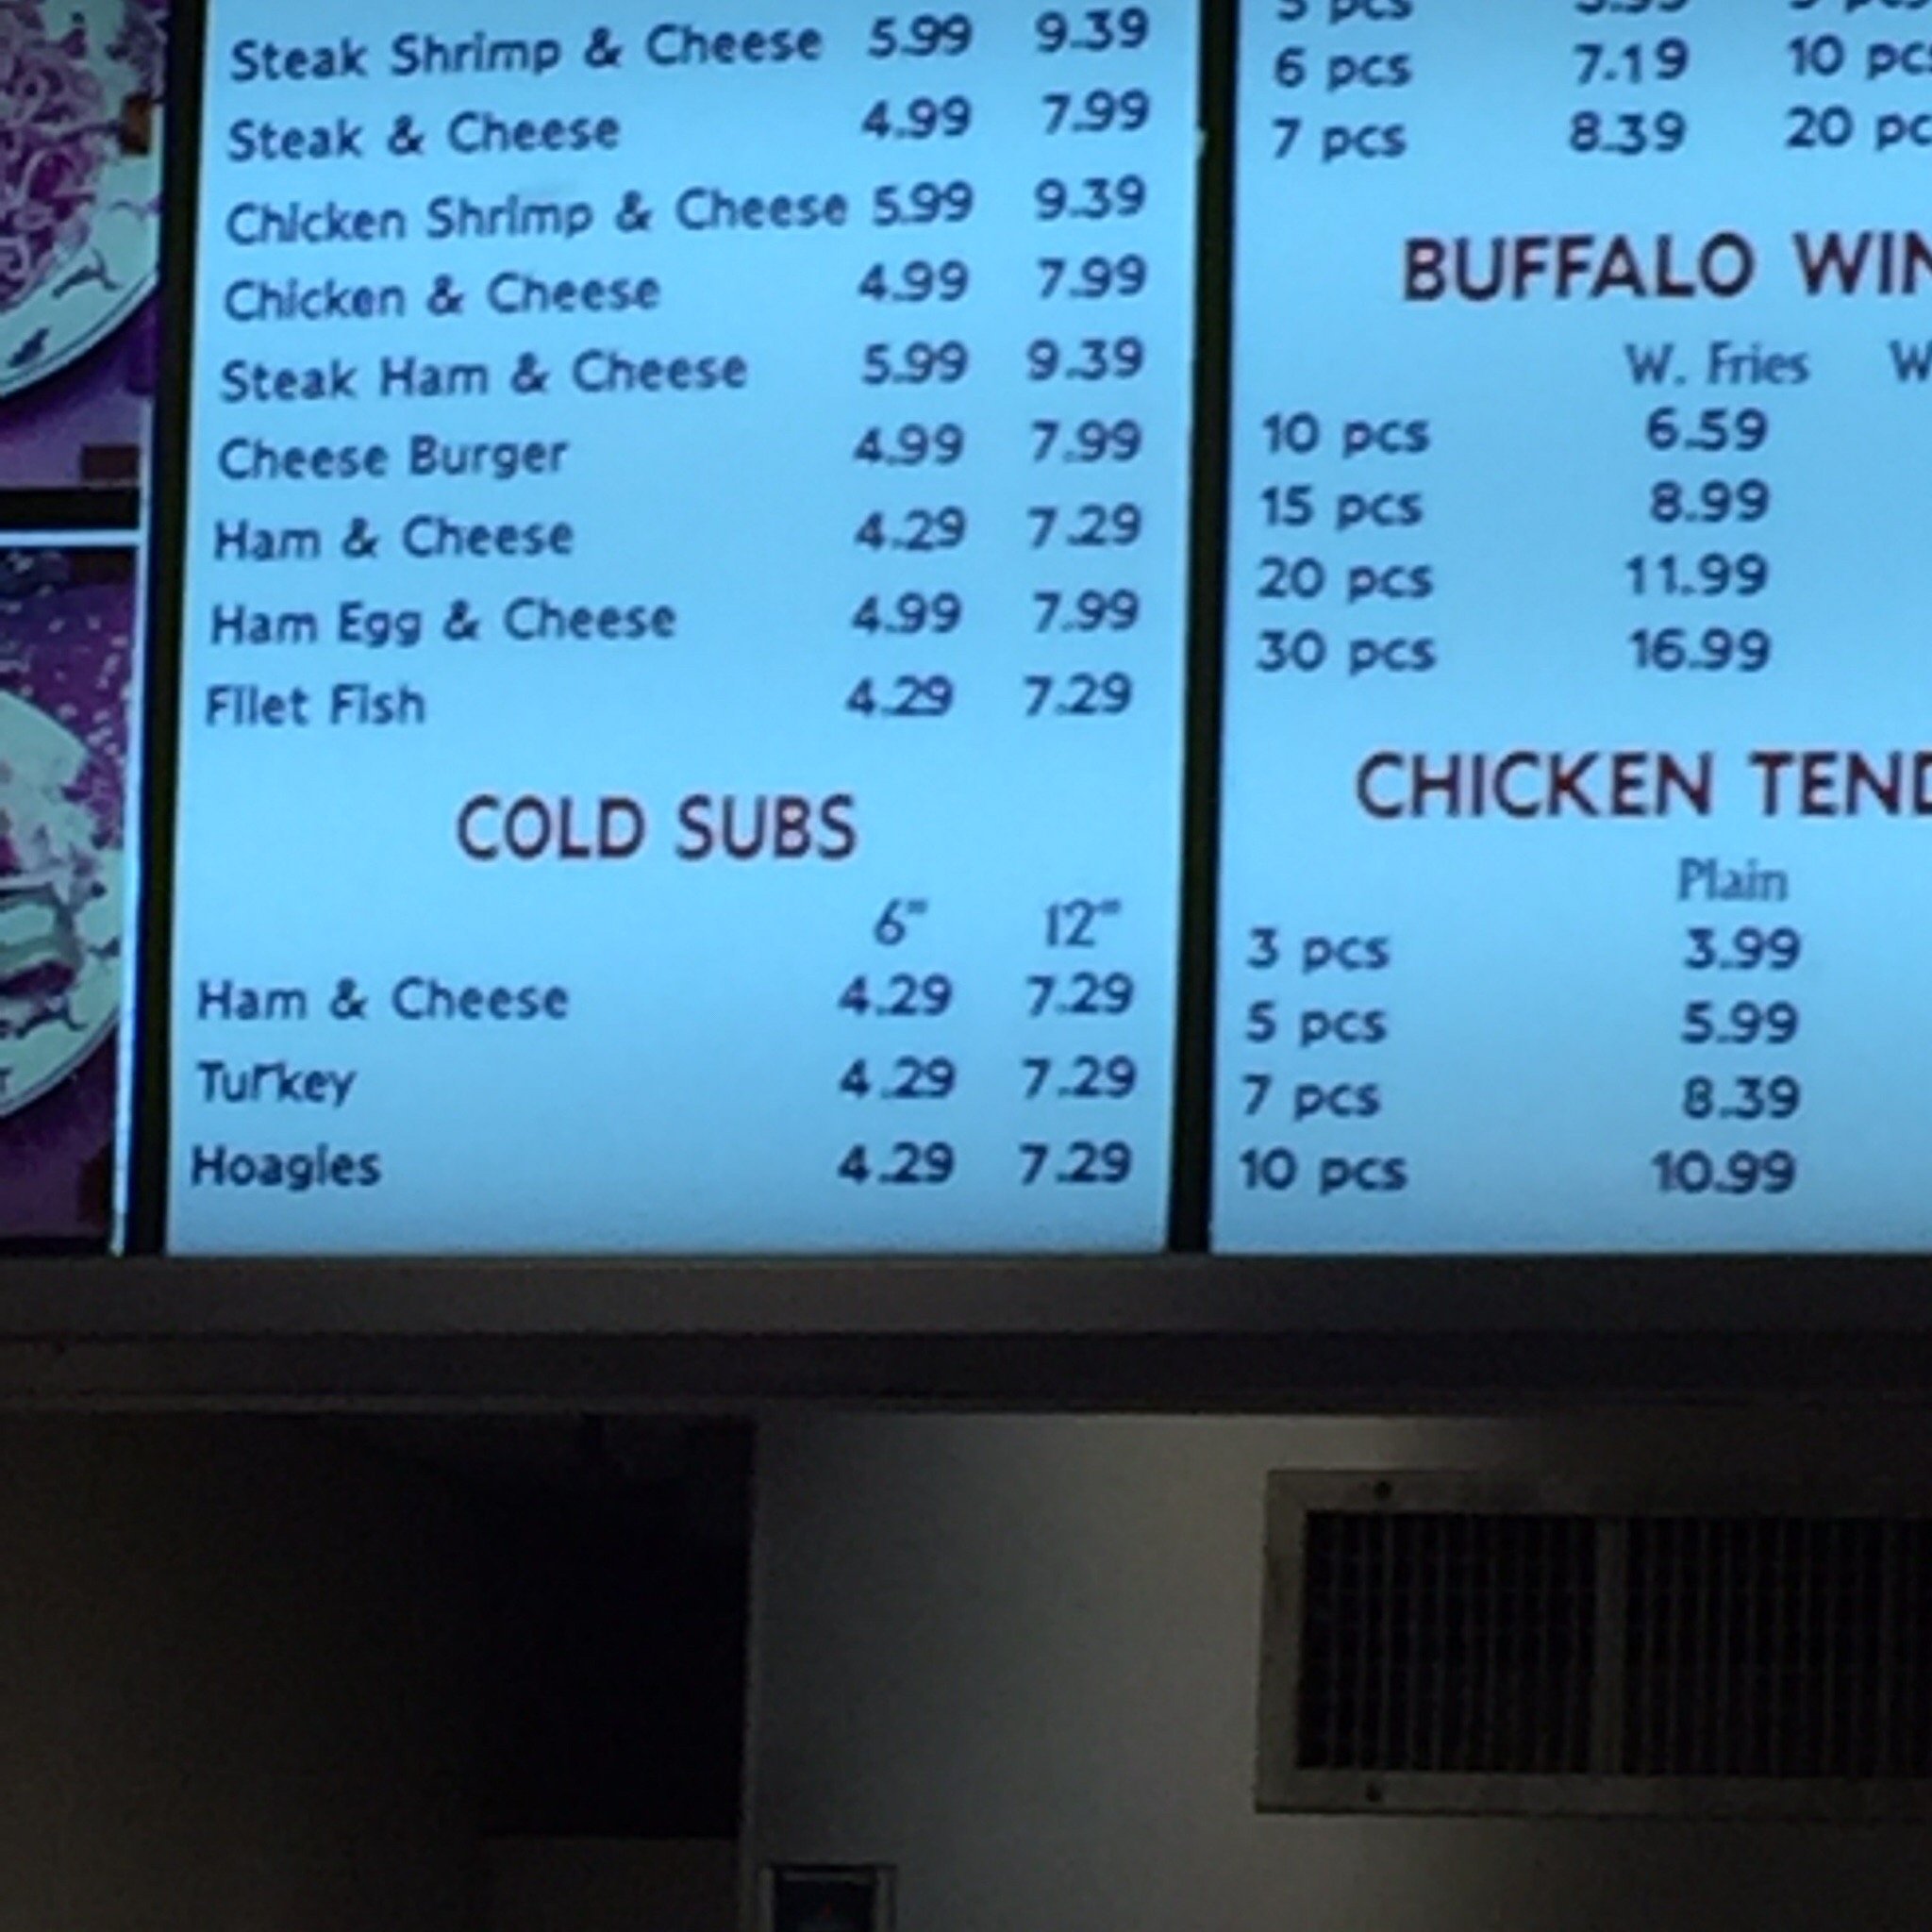 Steak Shrimp & Cheese 5.99 9.39
Steak & Cheese 4.99 7.99
Chicken Shrimp & Cheese 5.99 9.39
Chicken & Cheese 4.99 7.99
Steak Ham & Cheese 5.99 9.39
Cheese Burger 4.99 7.99
Ham & Cheese 4.29 7.29
Ham Egg & Cheese 4.99 7.99
Filet Fish 4.29 7.29
COLD SUBS
6" 12"
Ham & Cheese 4.29 7.29
Turkey 4.29 7.29
Hoagies 4.29 7.29
5 pcs
6 pcs 7.19 10 pcs
7 pcs 8.39 20 pc
BUFFALO WIN
W. Fries W
10 pcs 6.59
15 pcs 8.99
20 pcs 11.99
30 pcs 16.99
CHICKEN TEND
Plain
3 pcs 3.99
5 pcs 5.99
7 pcs 8.39
10 pcs 10.99